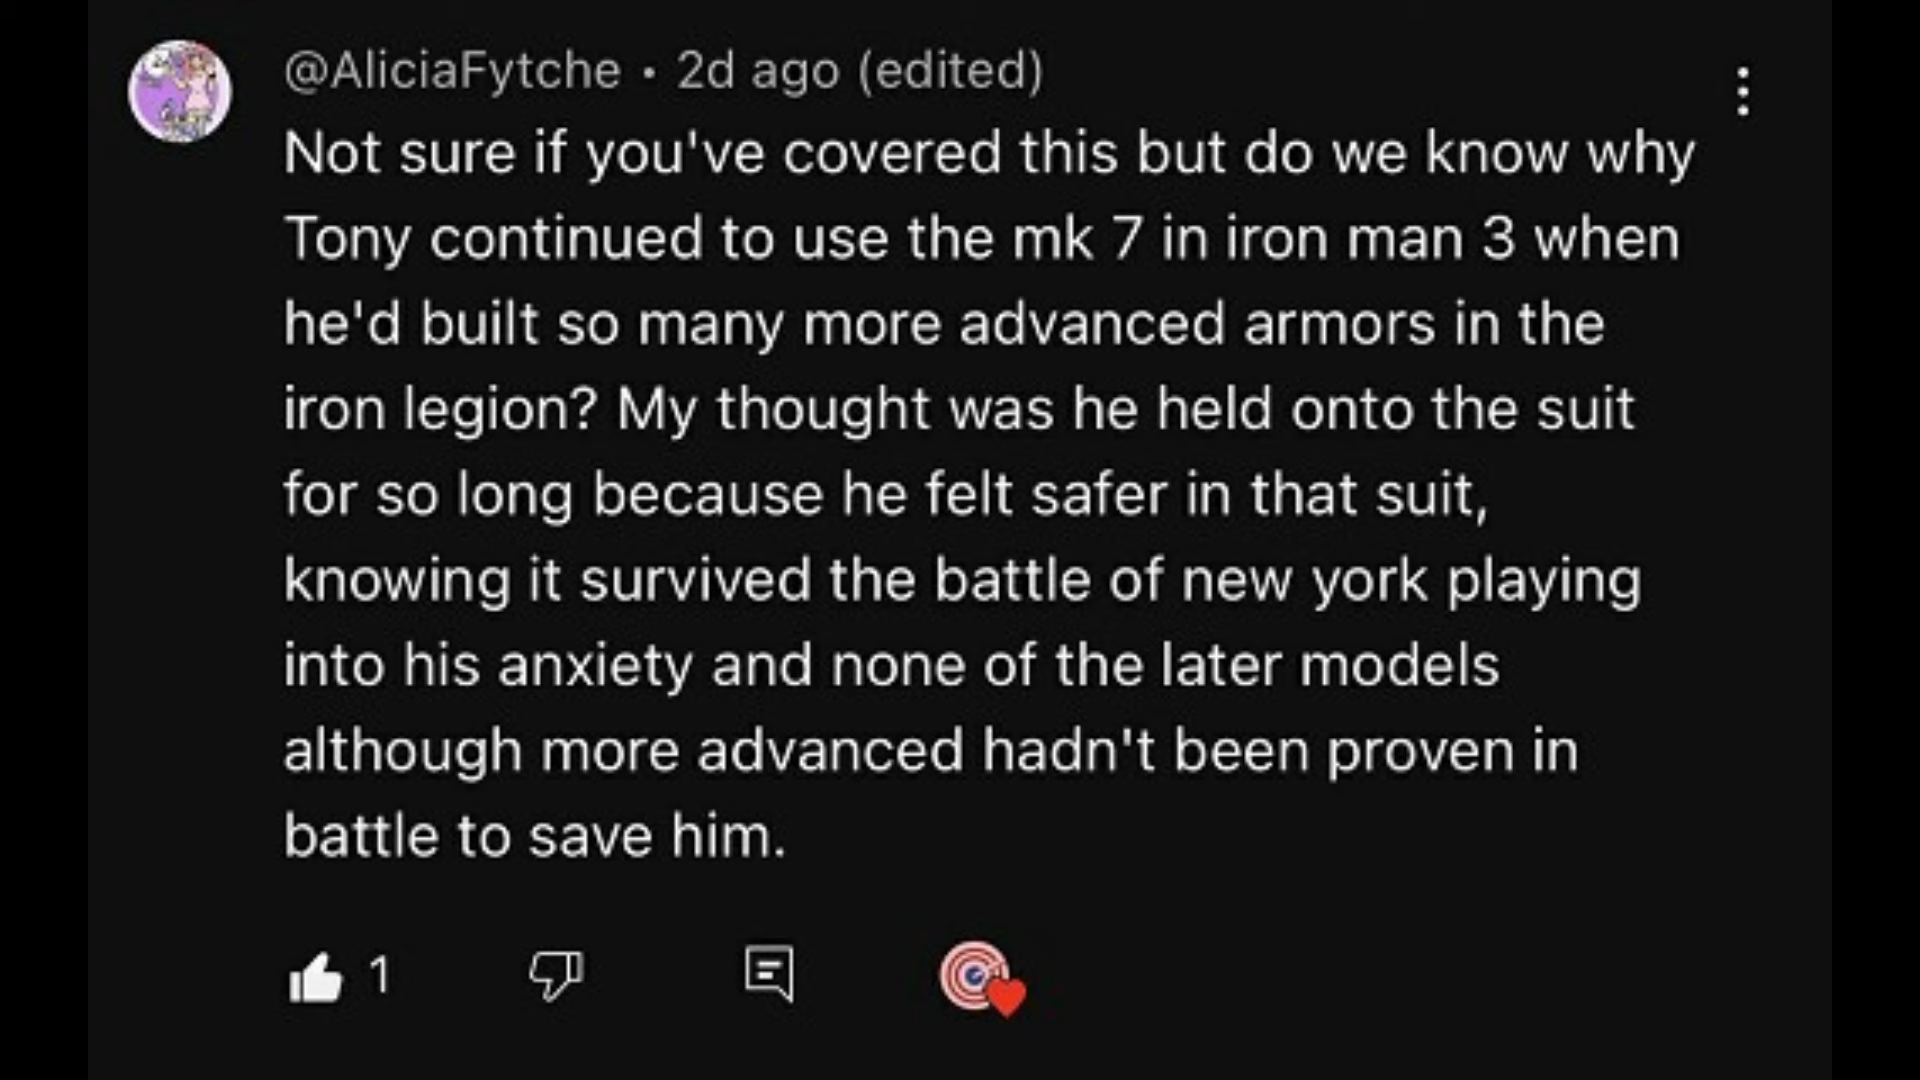 @AliciaFytche • 2d ago (edited)
Not sure if you've covered this but do we know why
Tony continued to use the mk 7 in iron man 3 when
he'd built so many more advanced armors in the
iron legion? My thought was he held onto the suit
for so long because he felt safer in that suit,
knowing it survived the battle of new york playing
into his anxiety and none of the later models
although more advanced hadn't been proven in
battle to save him.
1